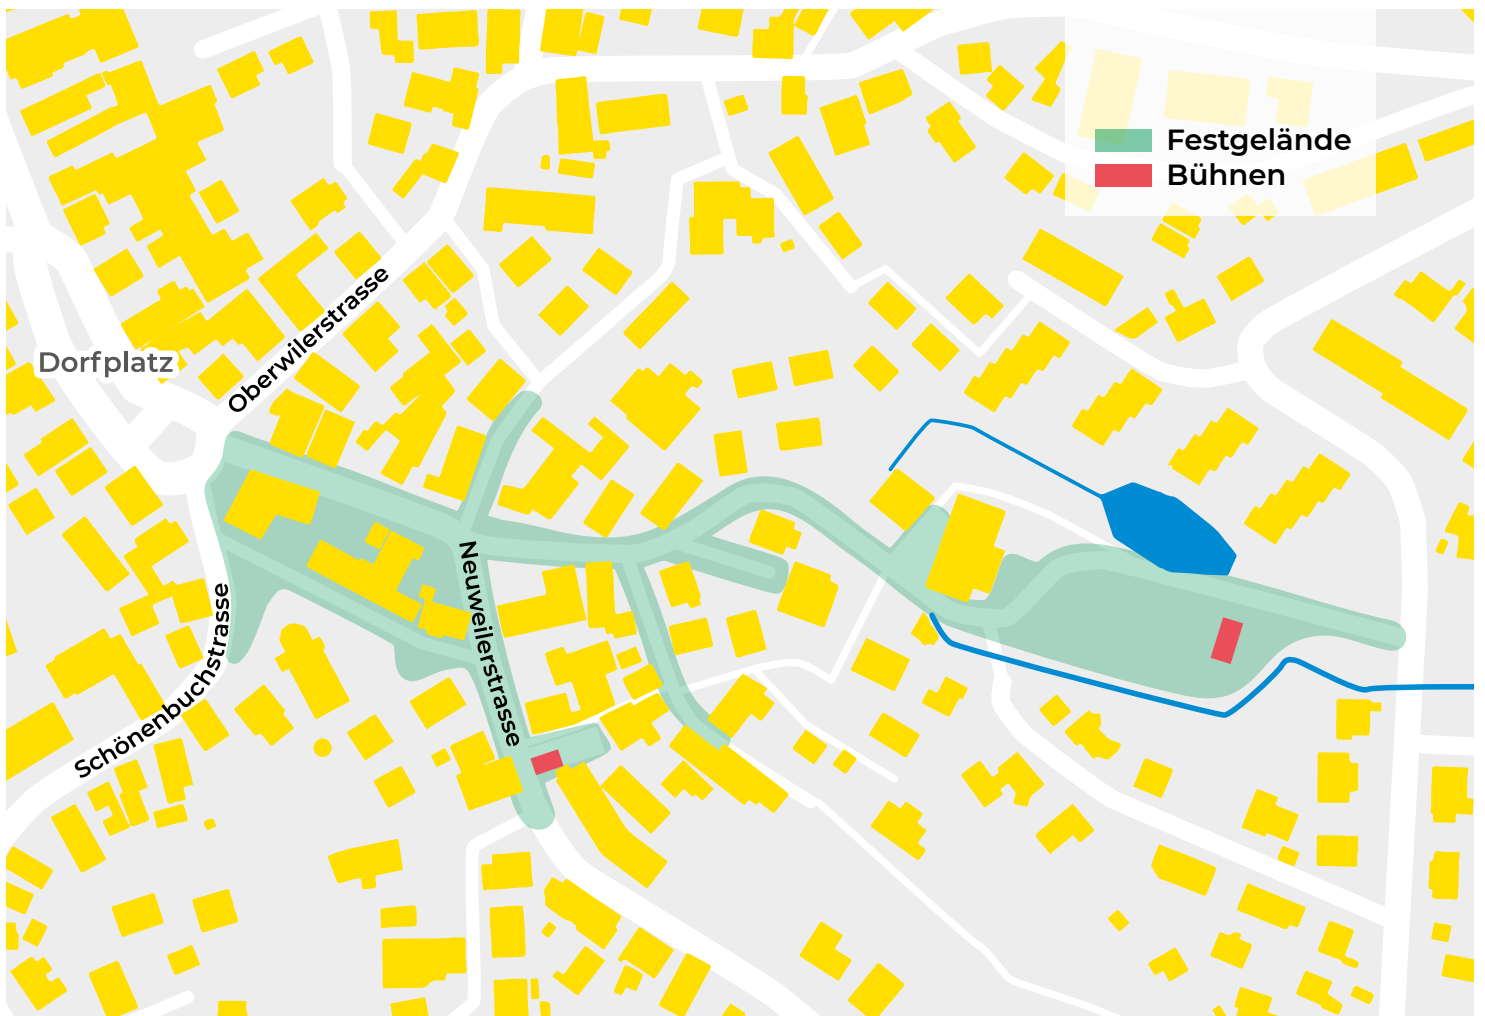 Festgelände
Bühnen
Oberwilerstrasse
Dorfplatz
Neuweilerstrasse
Schönenbuchstrasse